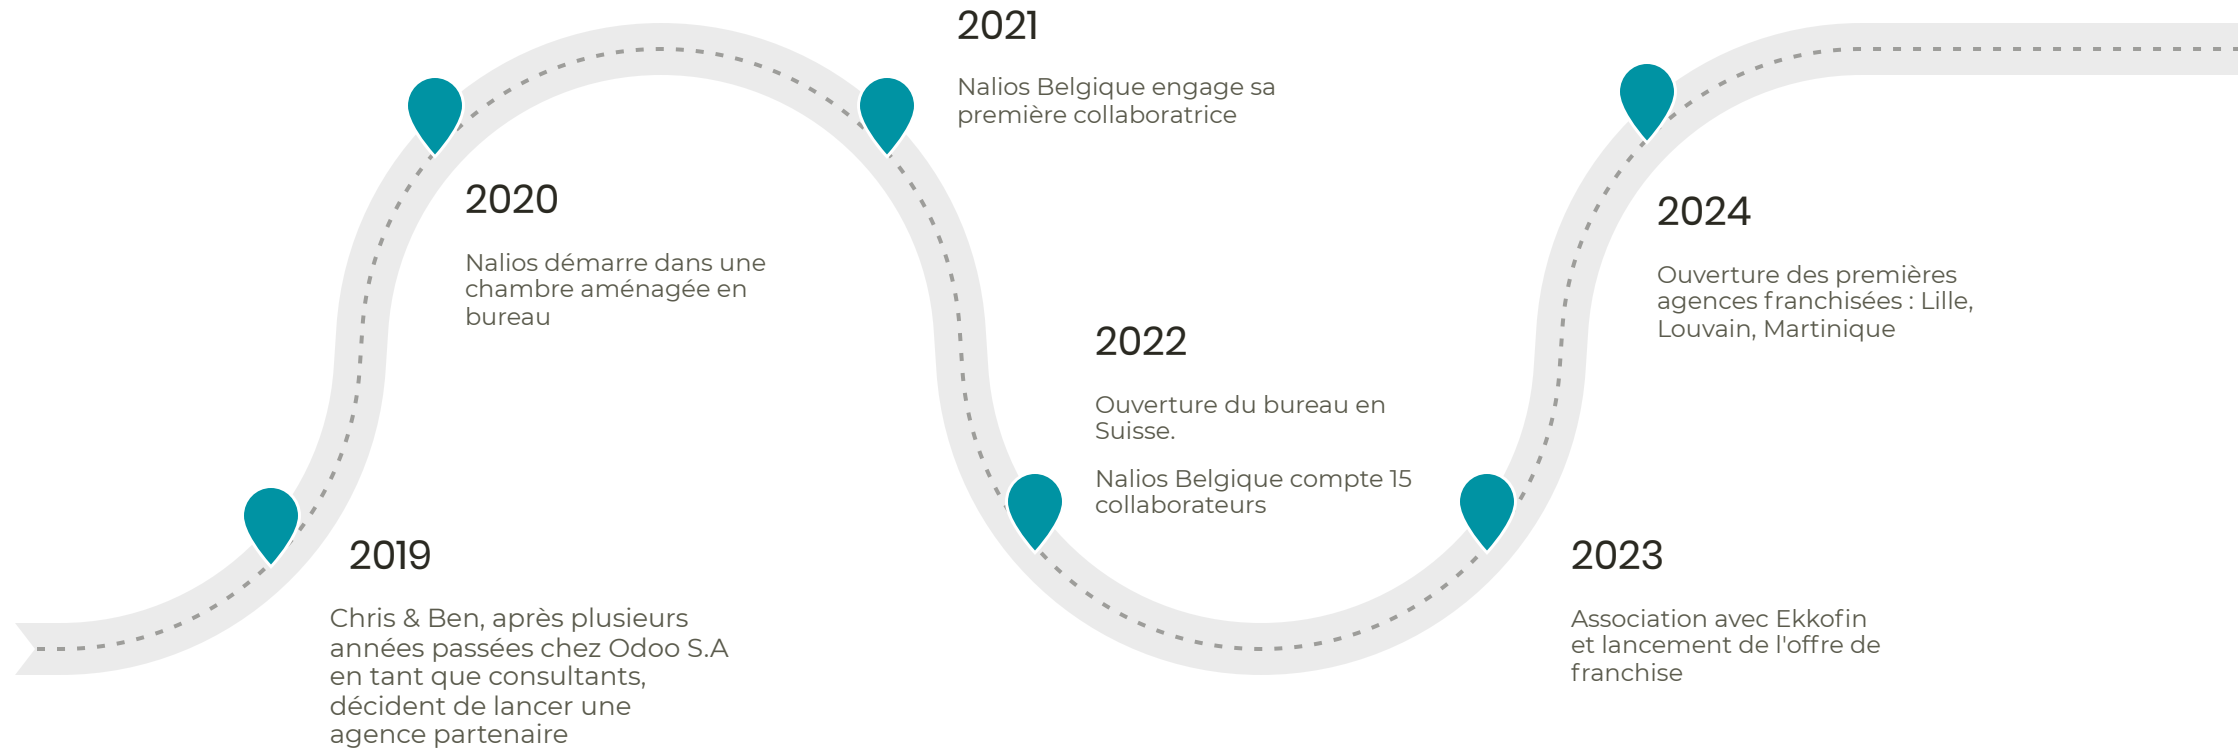 2019
Chris & Ben, après plusieurs
années passées chez Odoo S.A
en tant que consultants,
décident de lancer une
agence partenaire
2020
Nalios démarre dans une
chambre aménagée en
bureau
2021
Nalios Belgique engage sa
première collaboratrice
2022
Ouverture du bureau en
Suisse.
Nalios Belgique compte 15
collaborateurs
2023
Association avec Ekkofin
et lancement de l'offre de
franchise
2024
Ouverture des premières
agences franchisées : Lille,
Louvain, Martinique